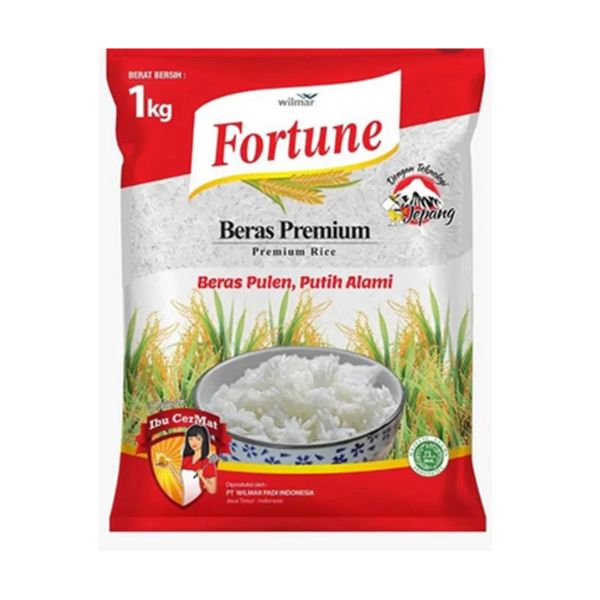 BERAT BERSIH :
1kg
wilmar
Fortune
Dengan Teknologi
Jepang
Beras Premium
Premium Rice
Beras Pulen, Putih Alami
Ibu CerMat
Diproduksi oleh :
PT WILMAR PADI INDONESIA
Jawa Timur - Indonesia